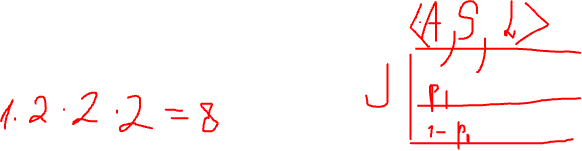 ⟨A, S, L⟩
J
p₁
1 - p₁
1 · 2 · 2 · 2 = 8